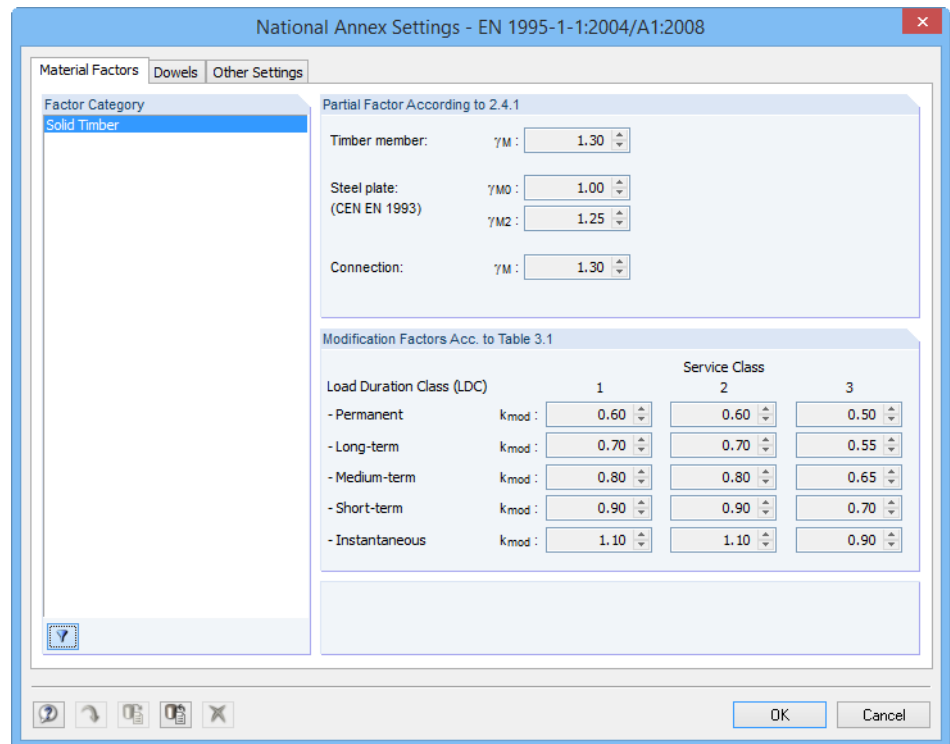 National Annex Settings - EN 1995-1-1:2004/A1:2008
Material Factors Dowels Other Settings
Factor Category
Solid Timber
Partial Factor According to 2.4.1
Timber member: γM : 1.30
Steel plate: γM0 : 1.00
(CEN EN 1993)
γM2 : 1.25
Connection: γM : 1.30
Modification Factors Acc. to Table 3.1
Service Class
Load Duration Class (LDC) 1 2 3
- Permanent kmod : 0.60 0.60 0.50
- Long-term kmod : 0.70 0.70 0.55
- Medium-term kmod : 0.80 0.80 0.65
- Short-term kmod : 0.90 0.90 0.70
- Instantaneous kmod : 1.10 1.10 0.90
OK Cancel